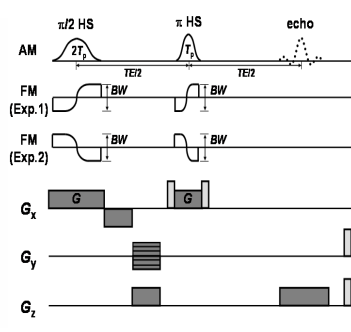 π/2 HS π HS echo
AM 2Tp Tp
TE/2 TE/2
FM BW BW
(Exp.1)
FM BW BW
(Exp.2)
Gx G G
Gy
Gz